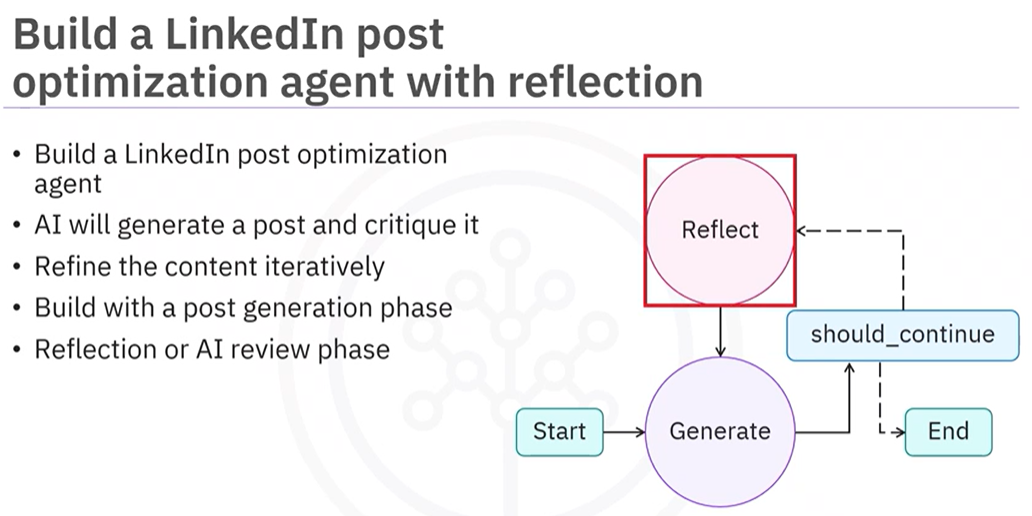 Build a LinkedIn post
optimization agent with reflection
• Build a LinkedIn post optimization
agent
• AI will generate a post and critique it
• Refine the content iteratively
• Build with a post generation phase
• Reflection or AI review phase
Reflect
should_continue
Start
Generate
End